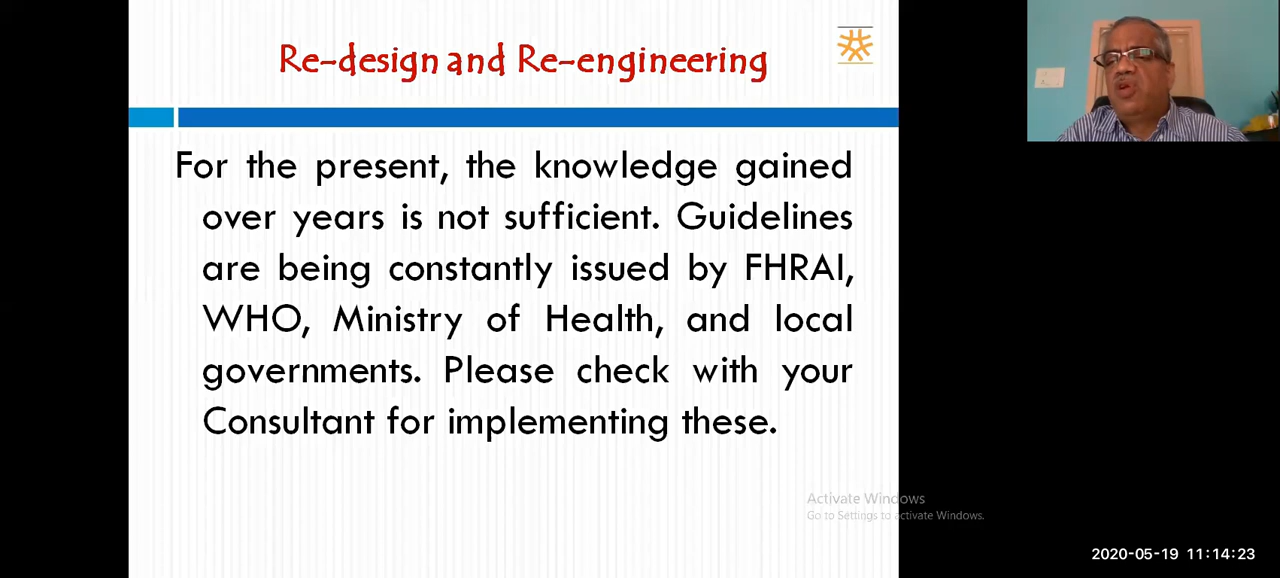 Re-design and Re-engineering
For the present, the knowledge gained
over years is not sufficient. Guidelines
are being constantly issued by FHRAI,
WHO, Ministry of Health, and local
governments. Please check with your
Consultant for implementing these.
Activate Windows
Go to Settings to activate Windows.
2020-05-19 11:14:23